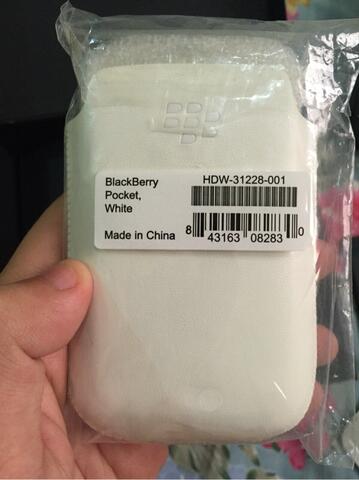 BlackBerry
Pocket,
White
Made in China
HDW-31228-001
8 43163 08283 0